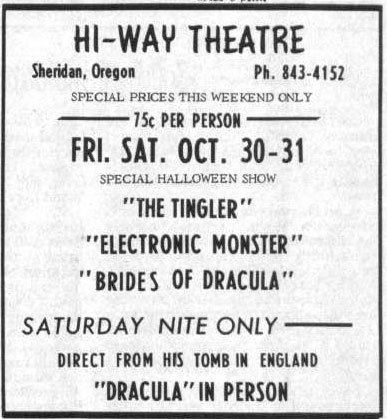 HI-WAY THEATRE
Sheridan, Oregon Ph. 843-4152
SPECIAL PRICES THIS WEEKEND ONLY
75c PER PERSON
FRI. SAT. OCT. 30-31
SPECIAL HALLOWEEN SHOW
"THE TINGLER"
"ELECTRONIC MONSTER"
"BRIDES OF DRACULA"
SATURDAY NITE ONLY
DIRECT FROM HIS TOMB IN ENGLAND
"DRACULA" IN PERSON